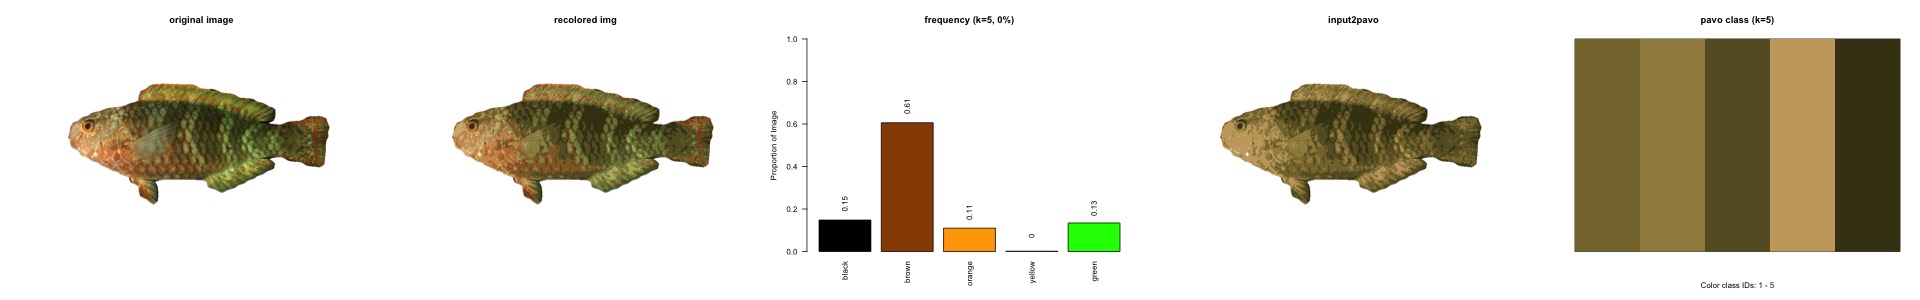 original image
recolored img
frequency (k=5, 0%)
input2pavo
pavo class (k=5)
Proportion of Image
1.0
0.8
0.6
0.4
0.2
0.0
0.15
0.61
0.11
0
0.13
black
brown
orange
yellow
green
Color class IDs: 1 - 5